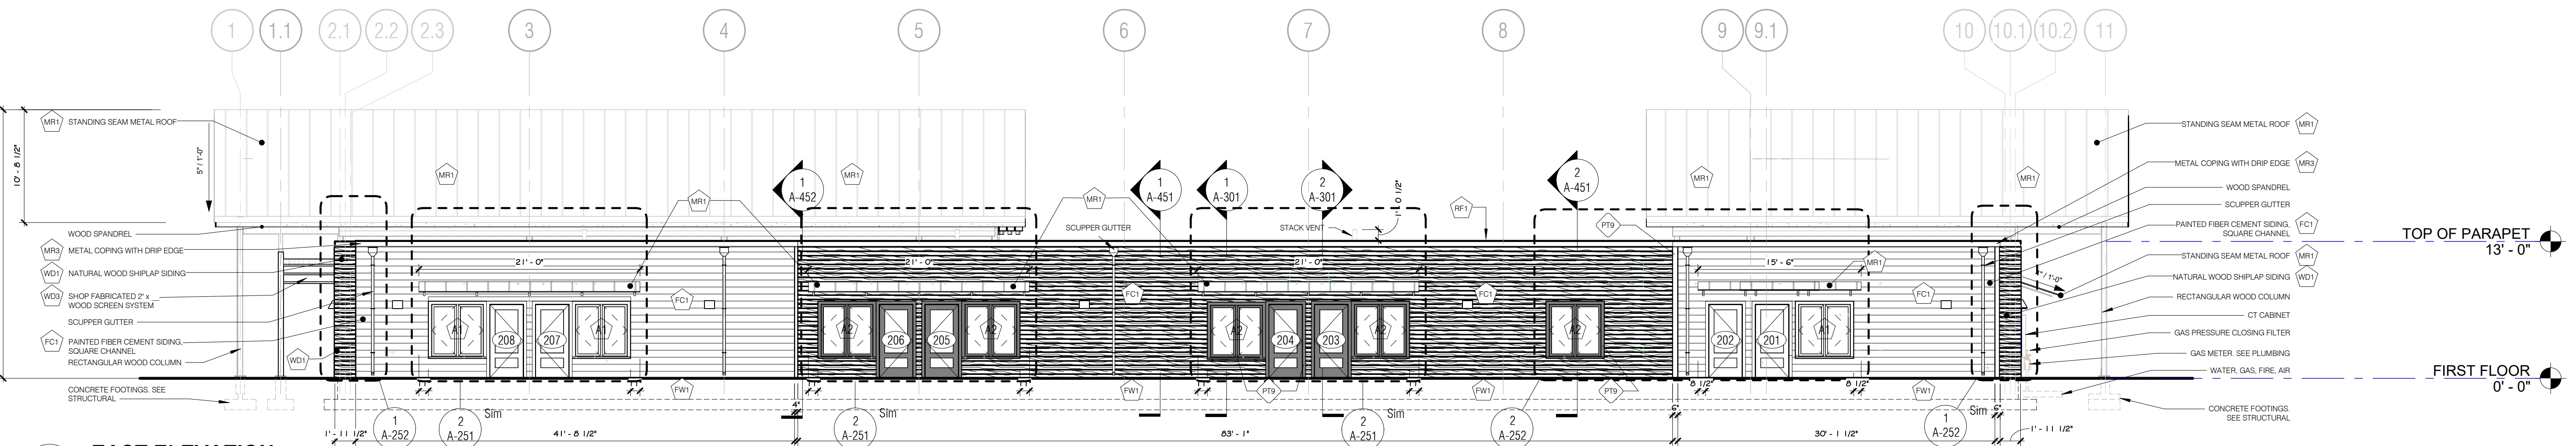 1
1.1
2.1
2.2
2.3
3
4
5
6
7
8
9
9.1
10
10.1
10.2
11
10' - 8 1/2"
5" / 1'-0"
MR1 STANDING SEAM METAL ROOF
WOOD SPANDREL
MR3 METAL COPING WITH DRIP EDGE
WD1 NATURAL WOOD SHIPLAP SIDING
WD3 SHOP FABRICATED 2" x __
WOOD SCREEN SYSTEM
SCUPPER GUTTER
FC1 PAINTED FIBER CEMENT SIDING,
SQUARE CHANNEL
RECTANGULAR WOOD COLUMN
CONCRETE FOOTINGS. SEE
STRUCTURAL
WD1
MR1
MR1
MR1
MR1
MR1
MR1
MR1
1
A-452
1
A-451
1
A-301
2
A-301
2
A-451
SCUPPER GUTTER
STACK VENT
1' - 0 1/2"
RF1
PT9
21' - 0"
21' - 0"
21' - 0"
15' - 6"
FC1
FC1
FC1
FC1
A1
208
207
A1
A2
206
205
A2
A2
204
203
A2
A2
202
201
A1
FW1
FW1
PT9
FW1
PT9
FW1
8 1/2"
8 1/2"
1
A-252
2
A-251
Sim
2
A-251
Sim
2
A-251
Sim
2
A-252
1
A-252
Sim
1' - 11 1/2"
41' - 8 1/2"
4"
83' - 1"
6"
30' - 1 1/2"
6"
1' - 11 1/2"
STANDING SEAM METAL ROOF MR1
METAL COPING WITH DRIP EDGE MR3
WOOD SPANDREL
SCUPPER GUTTER
PAINTED FIBER CEMENT SIDING, FC1
SQUARE CHANNEL
STANDING SEAM METAL ROOF MR1
NATURAL WOOD SHIPLAP SIDING WD1
RECTANGULAR WOOD COLUMN
CT CABINET
GAS PRESSURE CLOSING FILTER
GAS METER. SEE PLUMBING
WATER, GAS, FIRE, AIR
CONCRETE FOOTINGS.
SEE STRUCTURAL
TOP OF PARAPET
13' - 0"
FIRST FLOOR
0' - 0"
EAST ELEVATION